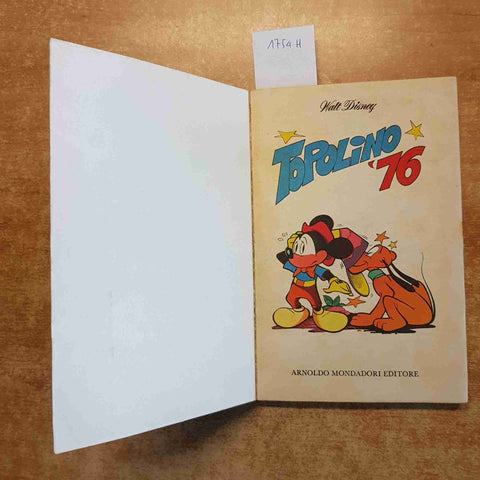 1754 H
Walt Disney
TOPOLINO
'76
ARNOLDO MONDADORI EDITORE